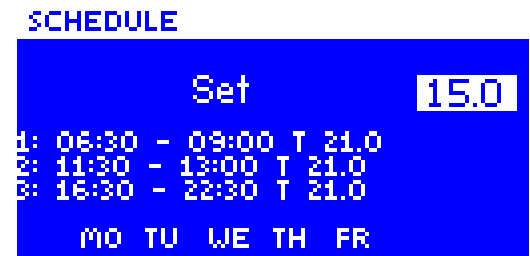 SCHEDULE
Set 15.0
1: 06:30 - 09:00 T 21.0
2: 11:30 - 13:00 T 21.0
3: 16:30 - 22:30 T 21.0
MO TU WE TH FR